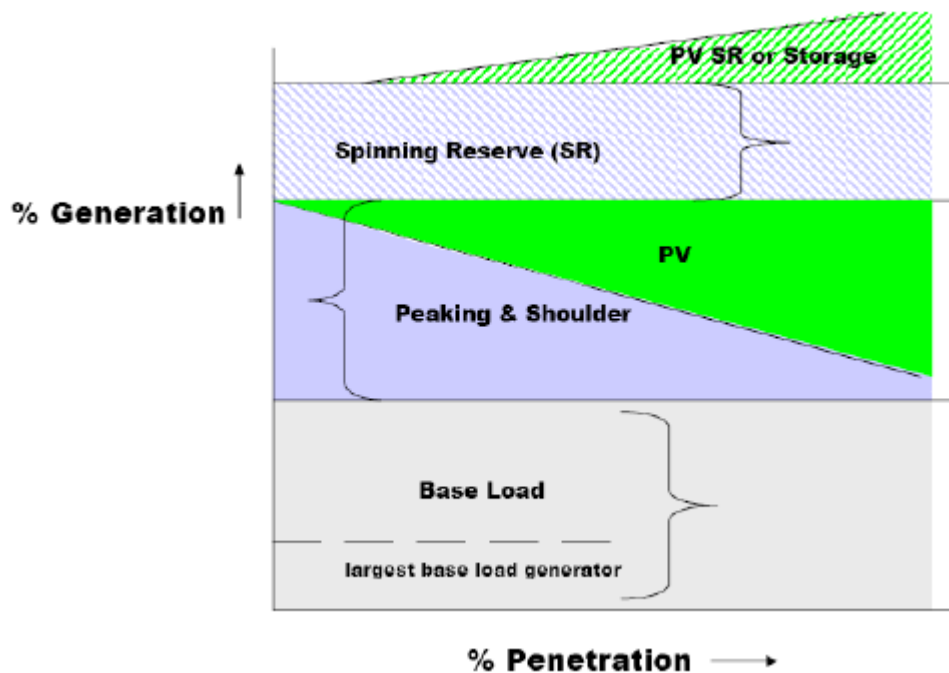 PV SR or Storage
Spinning Reserve (SR)
% Generation
PV
Peaking & Shoulder
Base Load
largest base load generator
% Penetration